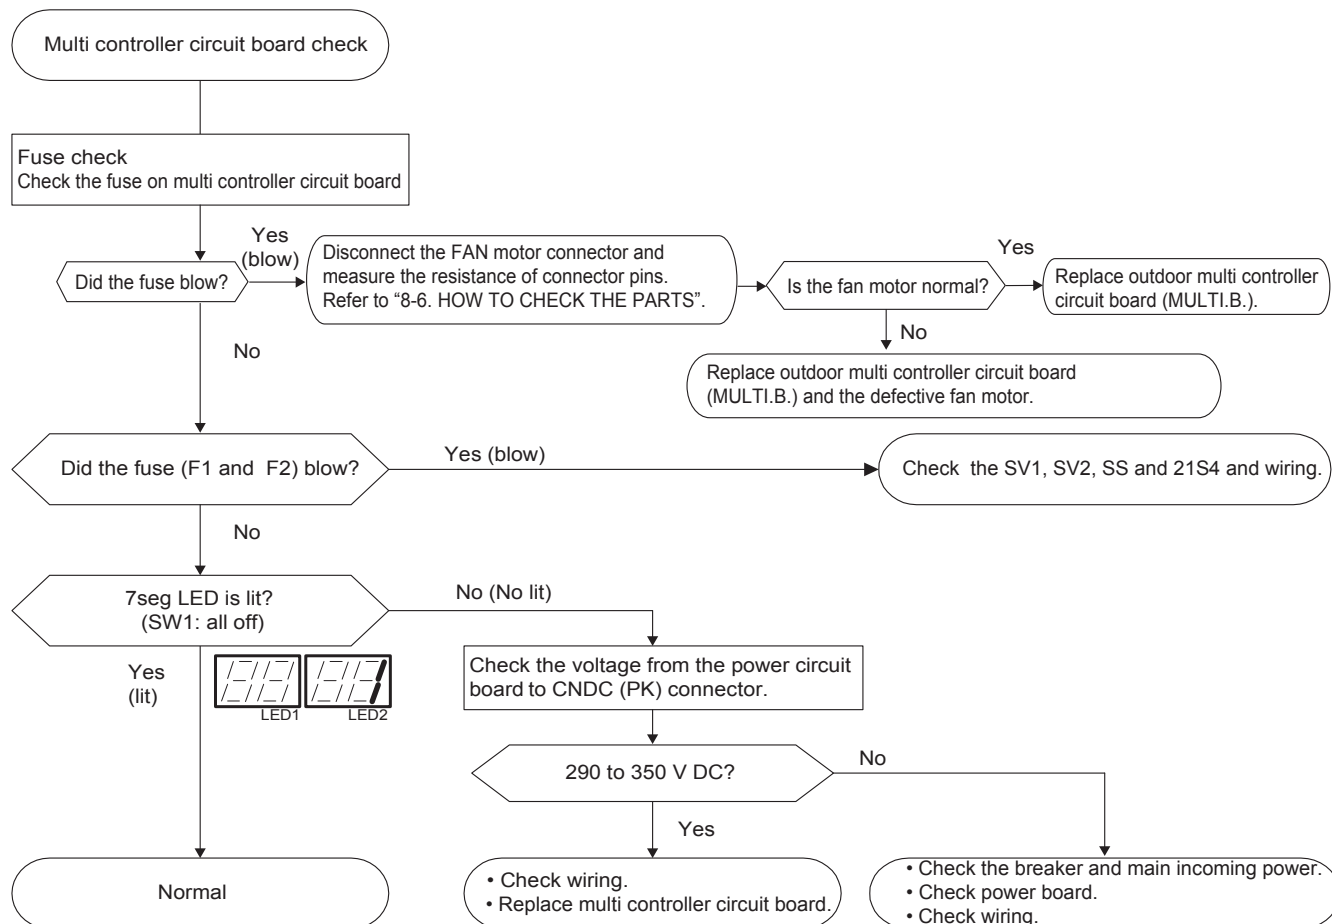 Multi controller circuit board check
Fuse check
Check the fuse on multi controller circuit board
Did the fuse blow?
Yes
(blow)
Disconnect the FAN motor connector and
measure the resistance of connector pins.
Refer to “8-6. HOW TO CHECK THE PARTS”.
Is the fan motor normal?
Yes
Replace outdoor multi controller
circuit board (MULTI.B.).
No
Replace outdoor multi controller circuit board
(MULTI.B.) and the defective fan motor.
No
Did the fuse (F1 and F2) blow?
Yes (blow)
Check the SV1, SV2, SS and 21S4 and wiring.
No
7seg LED is lit?
(SW1: all off)
No (No lit)
Yes
(lit)
LED1
LED2
Check the voltage from the power circuit
board to CNDC (PK) connector.
290 to 350 V DC?
No
Yes
Normal
• Check wiring.
• Replace multi controller circuit board.
• Check the breaker and main incoming power.
• Check power board.
• Check wiring.